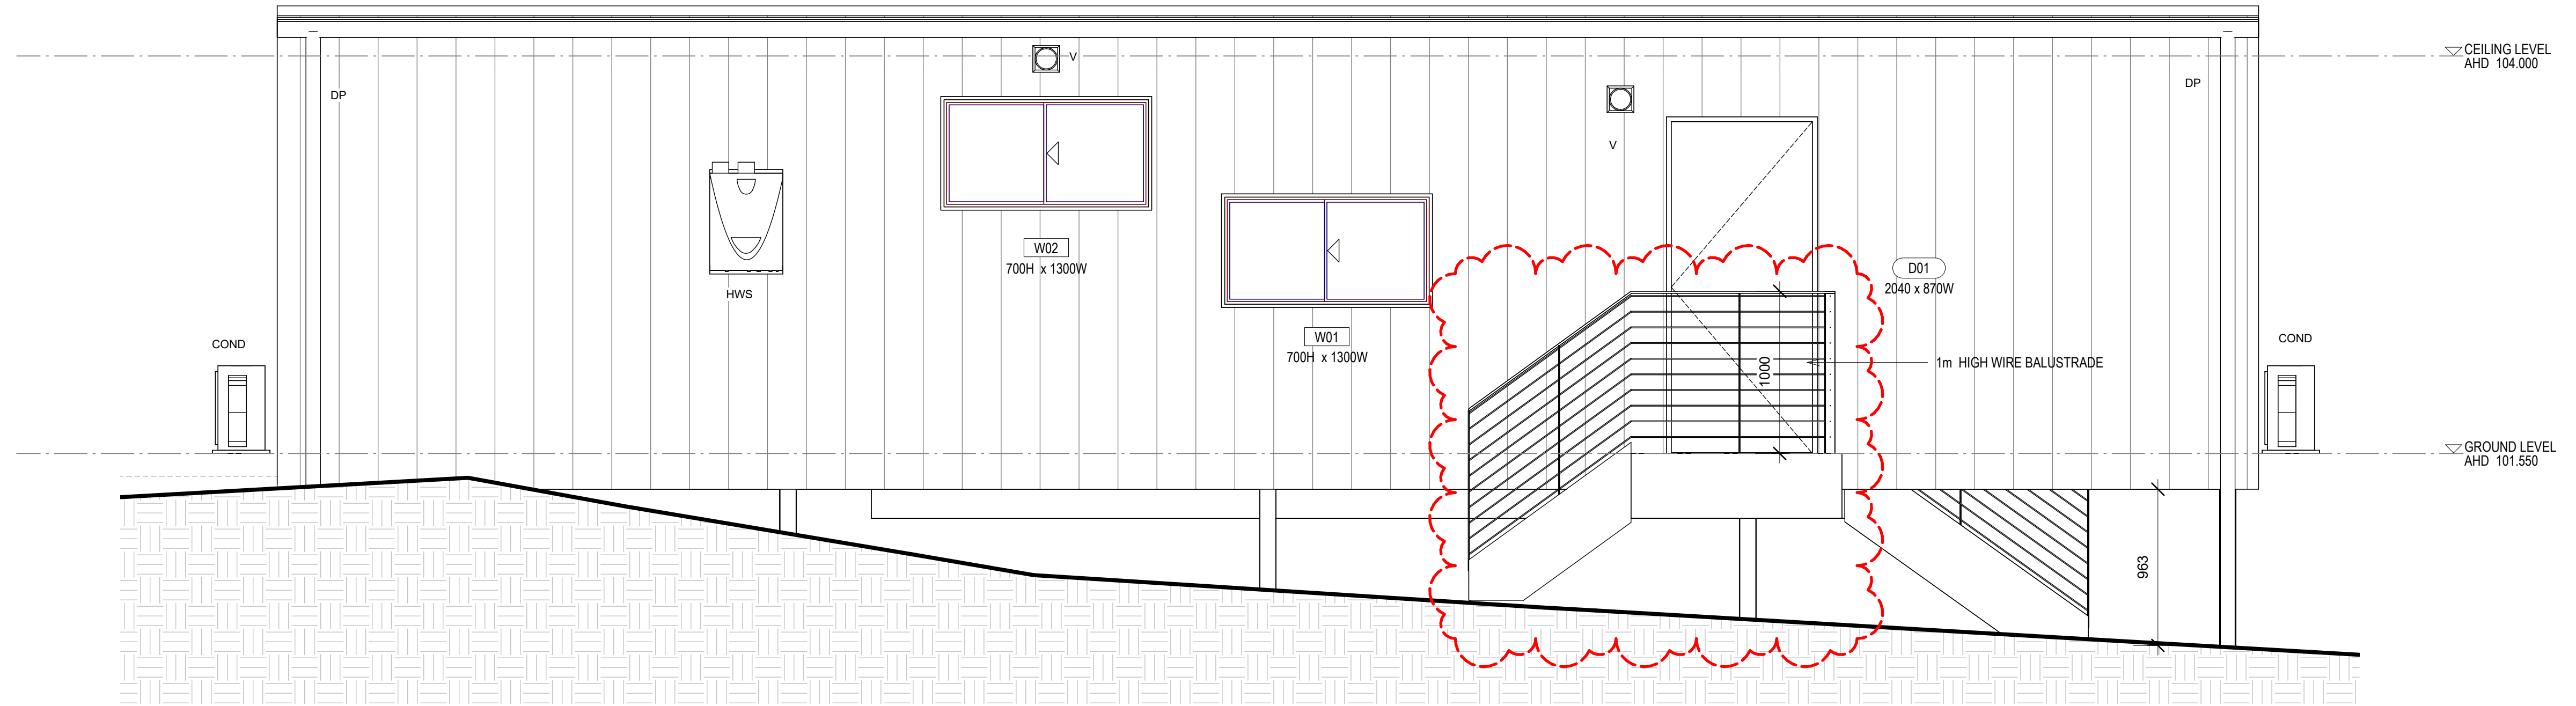 CEILING LEVEL
AHD 104.000
V
DP
DP
V
W02
700H x 1300W
HWS
D01
2040 x 870W
W01
700H x 1300W
COND
COND
1m HIGH WIRE BALUSTRADE
1000
GROUND LEVEL
AHD 101.550
963